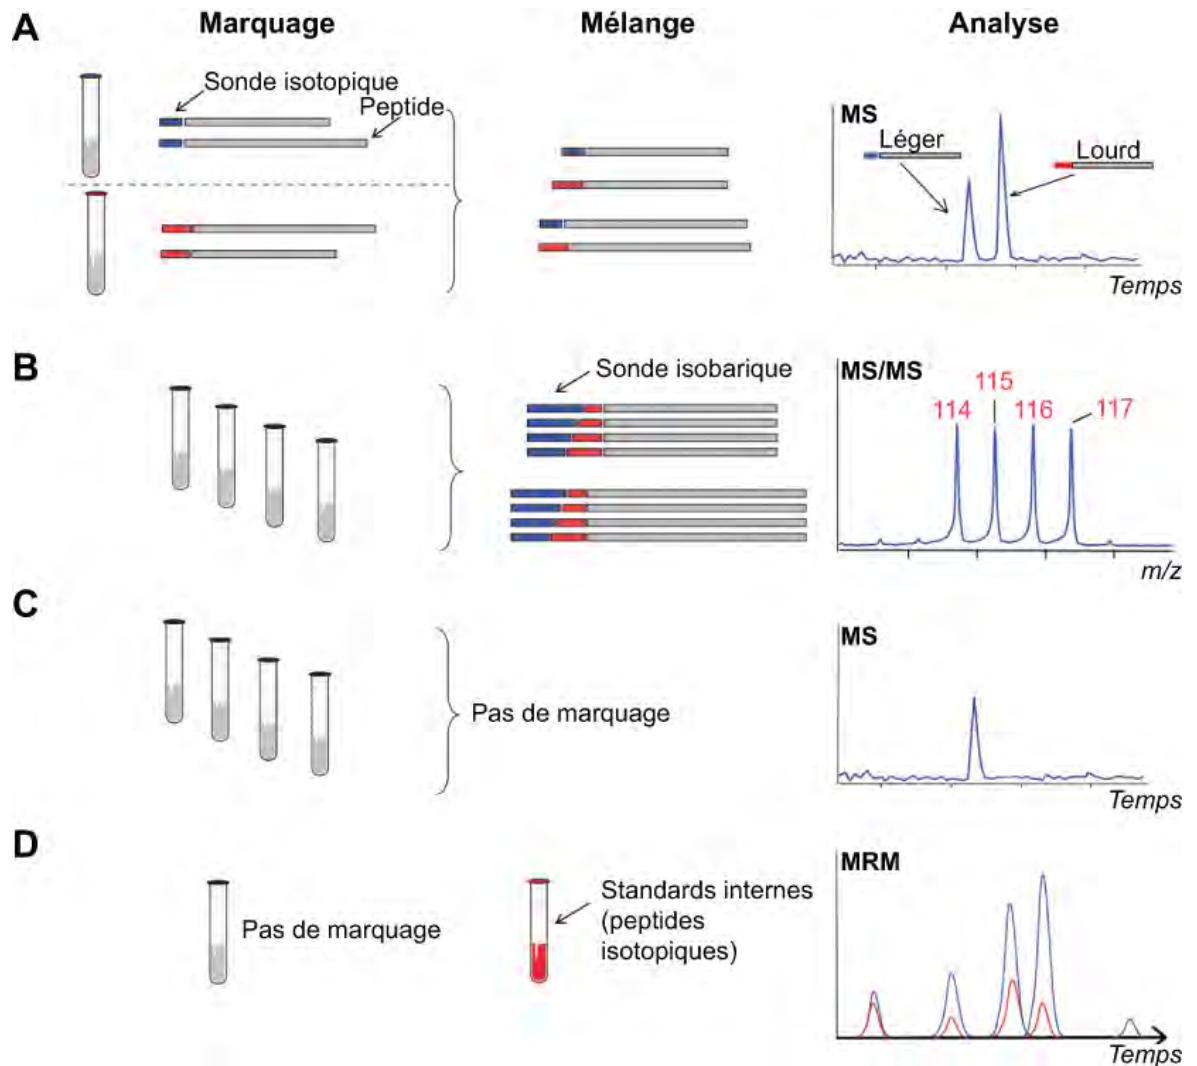 A
Marquage
Mélange
Analyse
Sonde isotopique
Peptide
MS
Léger
Lourd
Temps
B
Sonde isobarique
MS/MS
114
115
116
117
m/z
C
Pas de marquage
MS
Temps
D
Pas de marquage
Standards internes
(peptides
isotopiques)
MRM
Temps